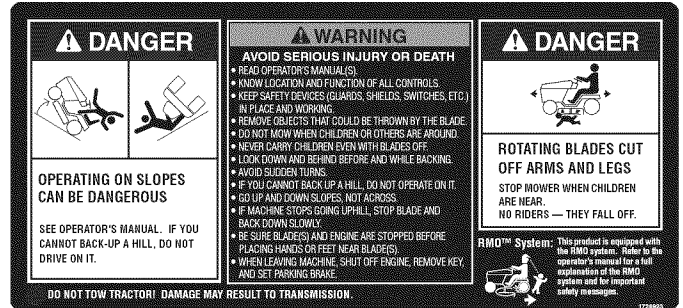 DANGER
OPERATING ON SLOPES
CAN BE DANGEROUS
SEE OPERATOR'S MANUAL. IF YOU
CANNOT BACK-UP A HILL, DO NOT
DRIVE ON IT.
WARNING
AVOID SERIOUS INJURY OR DEATH
• READ OPERATOR'S MANUAL(S).
• KNOW LOCATION AND FUNCTION OF ALL CONTROLS.
• KEEP SAFETY DEVICES (GUARDS, SHIELDS, SWITCHES, ETC.)
IN PLACE AND WORKING.
• REMOVE OBJECTS THAT COULD BE THROWN BY THE BLADE.
• DO NOT MOW WHEN CHILDREN OR OTHERS ARE AROUND.
• NEVER CARRY CHILDREN EVEN WITH BLADES OFF.
• LOOK DOWN AND BEHIND BEFORE AND WHILE BACKING.
• AVOID SUDDEN TURNS.
• IF YOU CANNOT BACK UP A HILL, DO NOT OPERATE ON IT.
• GO UP AND DOWN SLOPES, NOT ACROSS.
• IF MACHINE STOPS GOING UPHILL, STOP BLADE AND
BACK DOWN SLOWLY.
• BE SURE BLADE(S) AND ENGINE ARE STOPPED BEFORE
PLACING HANDS OR FEET NEAR BLADE(S).
• WHEN LEAVING MACHINE, SHUT OFF ENGINE, REMOVE KEY,
AND SET PARKING BRAKE.
DANGER
ROTATING BLADES CUT
OFF ARMS AND LEGS
STOP MOWER WHEN CHILDREN
ARE NEAR.
NO RIDERS — THEY FALL OFF.
RMO™ System:
This product is equipped with
the RMO system. Refer to the
operator's manual for a full
explanation of the RMO
system and for important
safety messages.
DO NOT TOW TRACTOR! DAMAGE MAY RESULT TO TRANSMISSION.